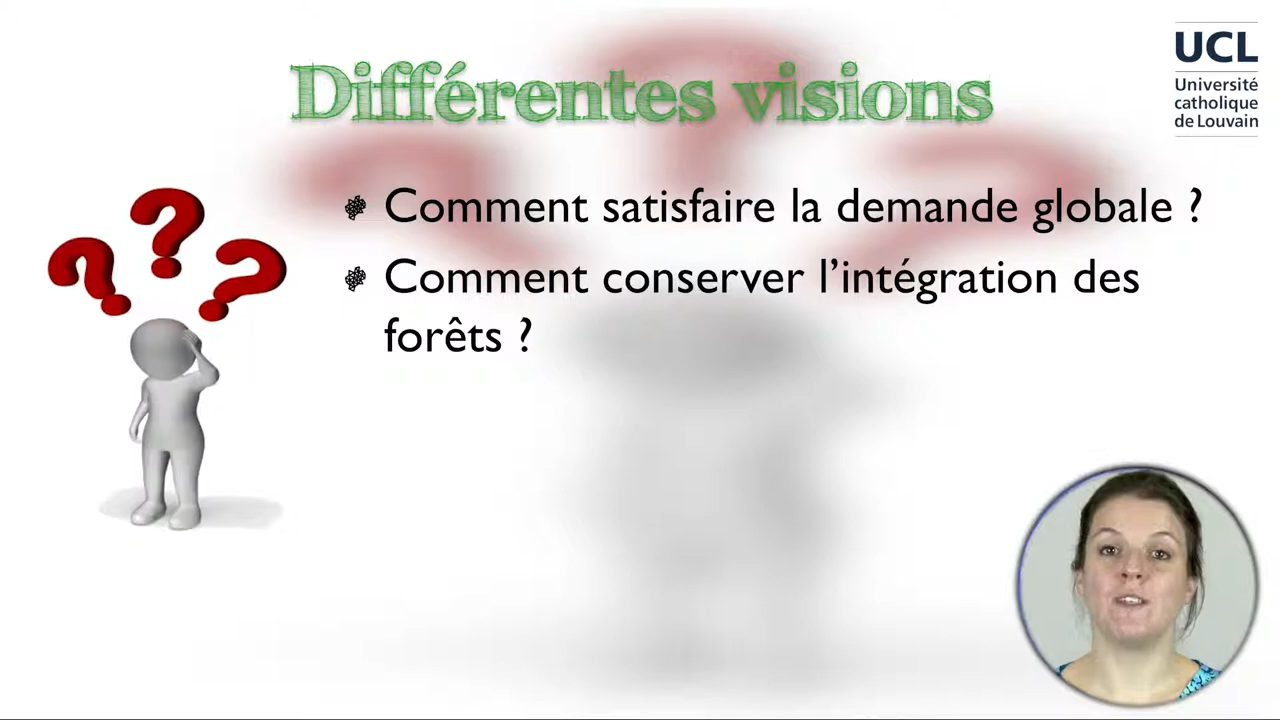 Différentes visions
UCL
Université
catholique
de Louvain
Comment satisfaire la demande globale ?
Comment conserver l’intégration des
forêts ?